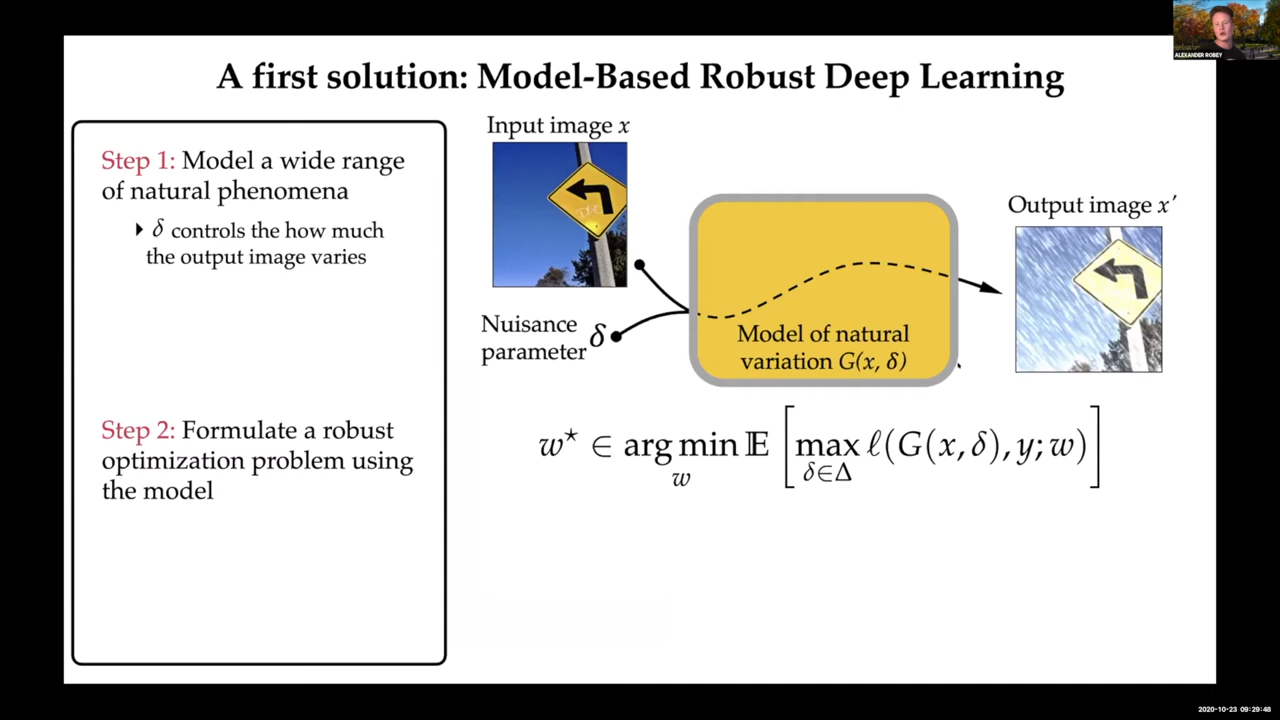 ALEXANDER ROBEY
A first solution: Model-Based Robust Deep Learning
Step 1: Model a wide range
of natural phenomena
δ controls the how much
the output image varies
Step 2: Formulate a robust
optimization problem using
the model
Input image x
Nuisance
parameter δ
Model of natural
variation G(x, δ)
Output image x′
w⋆ ∈ arg min 𝔼 [ max ℓ(G(x, δ), y; w) ]
w δ∈Δ
2020-10-23 09:29:48